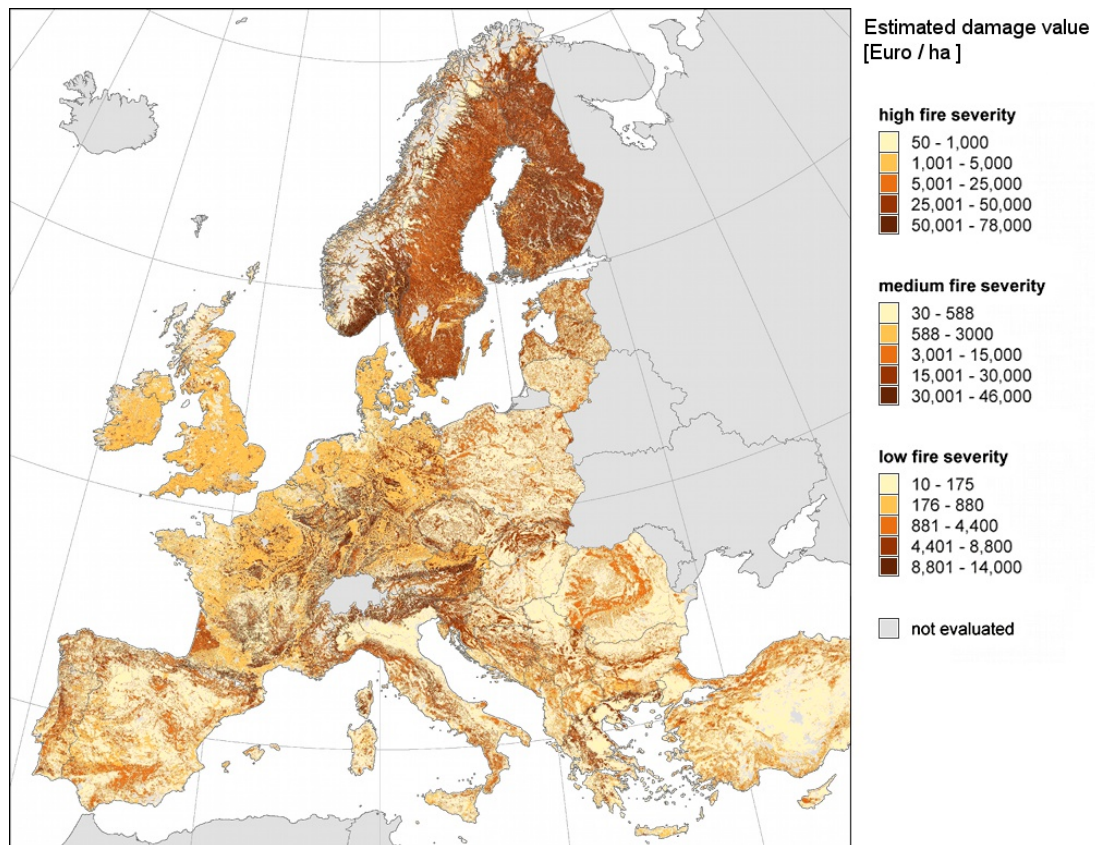 Estimated damage value
[Euro / ha ]
high fire severity
50 - 1,000
1,001 - 5,000
5,001 - 25,000
25,001 - 50,000
50,001 - 78,000
medium fire severity
30 - 588
588 - 3000
3,001 - 15,000
15,001 - 30,000
30,001 - 46,000
low fire severity
10 - 175
176 - 880
881 - 4,400
4,401 - 8,800
8,801 - 14,000
not evaluated